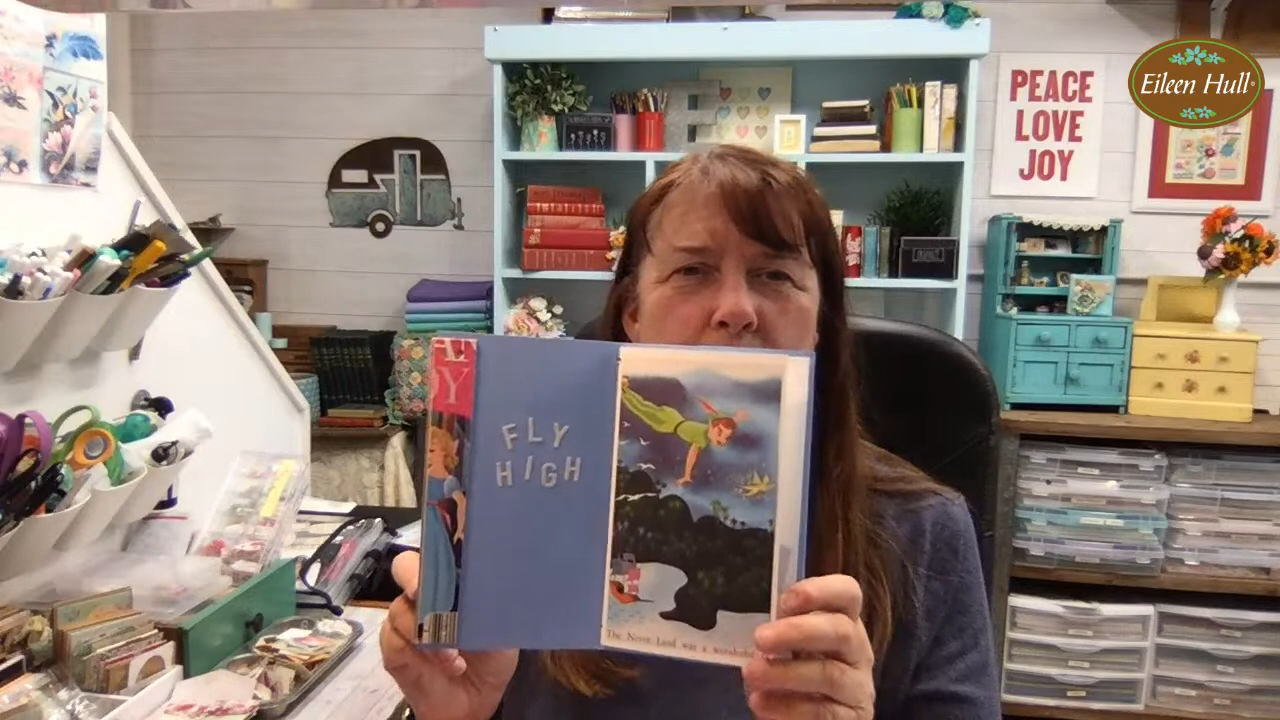 Eileen Hull
PEACE
LOVE
JOY
Y
FLY
HIGH
The Never Land was a